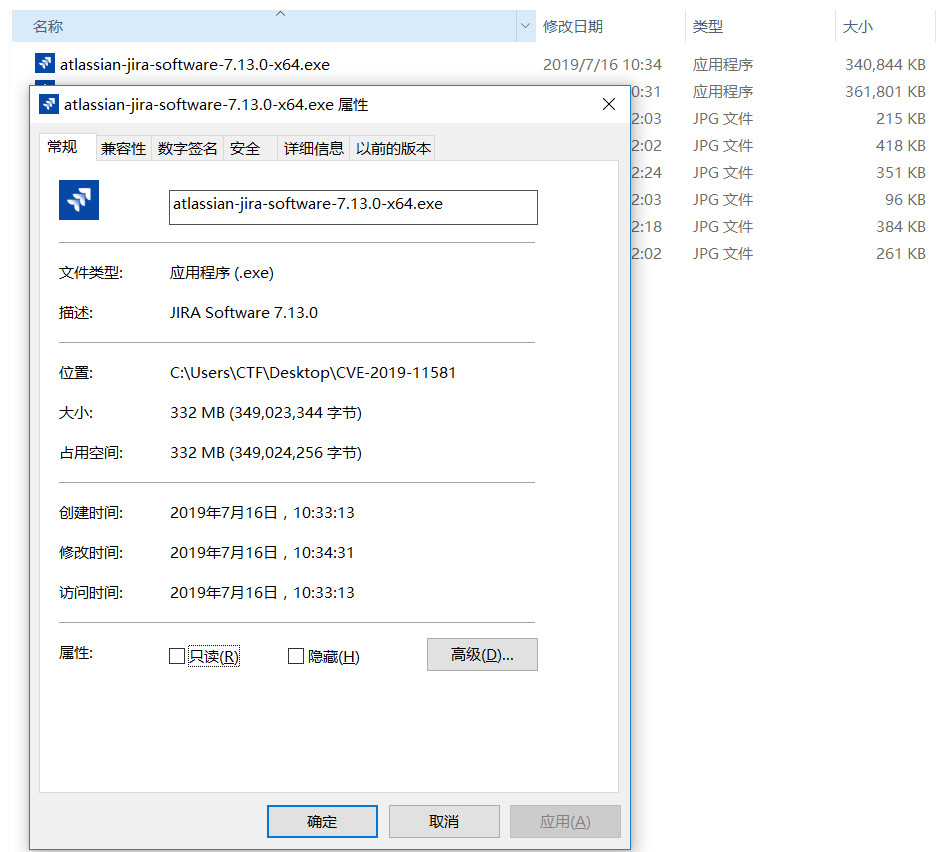 名称 修改日期 类型 大小
atlassian-jira-software-7.13.0-x64.exe 2019/7/16 10:34 应用程序 340,844 KB
0:31 应用程序 361,801 KB
atlassian-jira-software-7.13.0-x64.exe 属性
2:03 JPG 文件 215 KB
2:02 JPG 文件 418 KB
2:24 JPG 文件 351 KB
2:03 JPG 文件 96 KB
2:18 JPG 文件 384 KB
2:02 JPG 文件 261 KB
常规 兼容性 数字签名 安全 详细信息 以前的版本
atlassian-jira-software-7.13.0-x64.exe
文件类型: 应用程序 (.exe)
描述: JIRA Software 7.13.0
位置: C:\Users\CTF\Desktop\CVE-2019-11581
大小: 332 MB (349,023,344 字节)
占用空间: 332 MB (349,024,256 字节)
创建时间: 2019年7月16日，10:33:13
修改时间: 2019年7月16日，10:34:31
访问时间: 2019年7月16日，10:33:13
属性: 只读(R) 隐藏(H) 高级(D)...
确定 取消 应用(A)